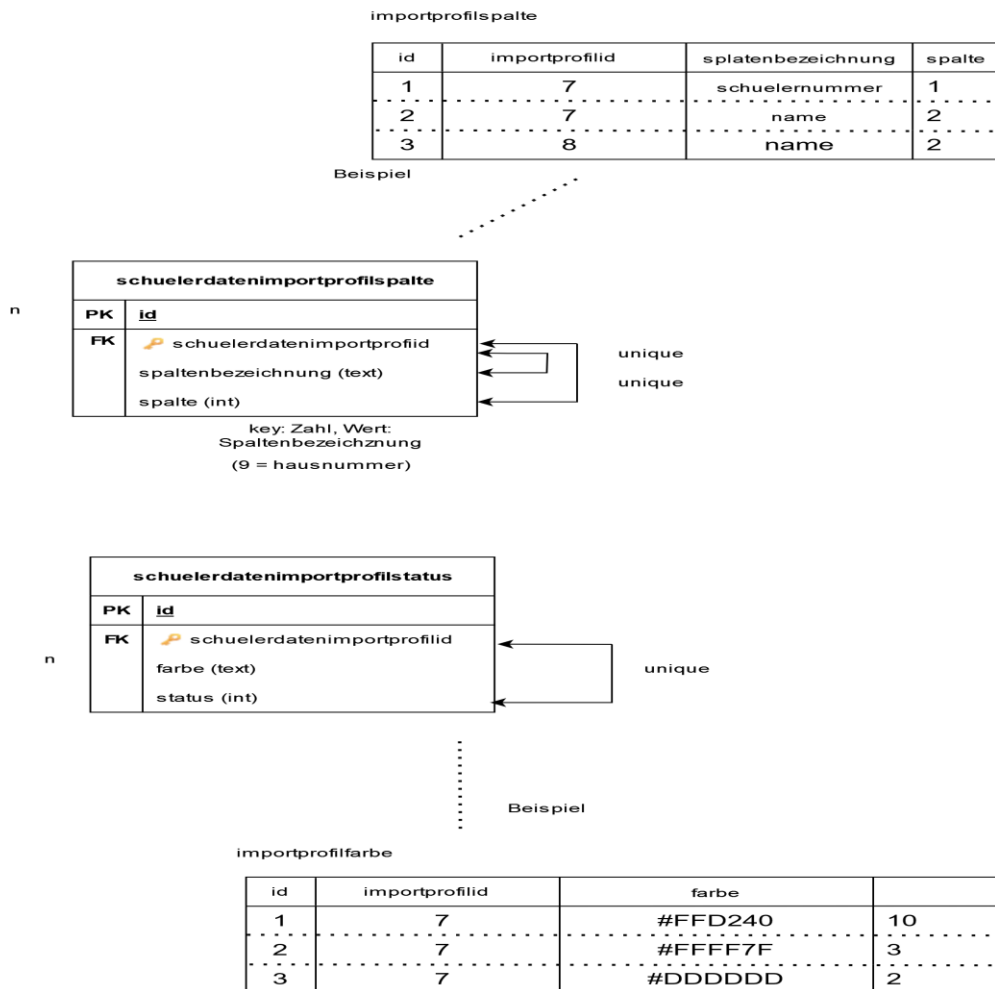 importprofilspalte
id importprofilid splatenbezeichnung spalte
1 7 schuelernummer 1
2 7 name 2
3 8 name 2
Beispiel
schuelerdatenimportprofilspalte
n
PK id
FK schuelerdatenimportprofiid
spaltenbezeichnung (text)
spalte (int)
unique
unique
key: Zahl, Wert:
Spaltenbezeichznung
(9 = hausnummer)
schuelerdatenimportprofilstatus
PK id
FK schuelerdatenimportprofilid
n
farbe (text)
status (int)
unique
Beispiel
importprofilfarbe
id importprofilid farbe
1 7 #FFD240 10
2 7 #FFFF7F 3
3 7 #DDDDDD 2